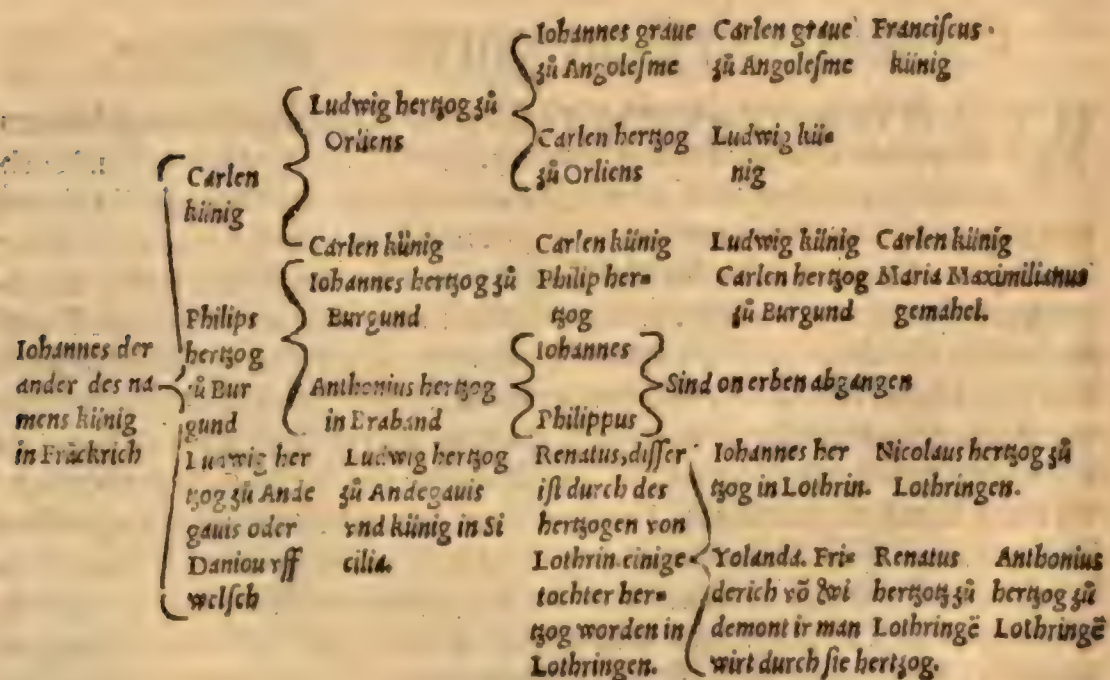 Iohannes der
ander des na
mens künig
in Fräckrich
Carlen
künig
Ludwig hertzog zů
Orliens
Iohannes graue
zů Angolesme
Carlen graue
zů Angolesme
Franciscus
künig
Carlen hertzog
zů Orliens
Ludwig kü-
nig
Carlen künig
Carlen künig
Ludwig künig
Carlen künig
Philips
hertzog
zů Bur
gund
Iohannes hertzog zů
Burgund
Philip her-
tzog
Carlen hertzog
zů Burgund
Maria Maximilianus
gemahel.
Anthonius hertzog
in Braband
Iohannes
Philippus
Sind on erben abgangen
Ludwig her
tzog zů Ande
gauis oder
Daniou vff
welsch
Ludwig hertzog
zů Andegauis
vnd künig in Si
cilia.
Renatus, disser
ist durch des
hertzogen von
Lothrin. einige
tochter her-
tzog worden in
Lothringen.
Iohannes her
tzog in Lothrin.
Nicolaus hertzog zů
Lothringen.
Yolanda. Fri-
derich võ Wi
demont ir man
wirt durch sie hertzog.
Renatus
hertzotz zů
Lothringẽ
Anthonius
hertzog zů
Lothringẽ